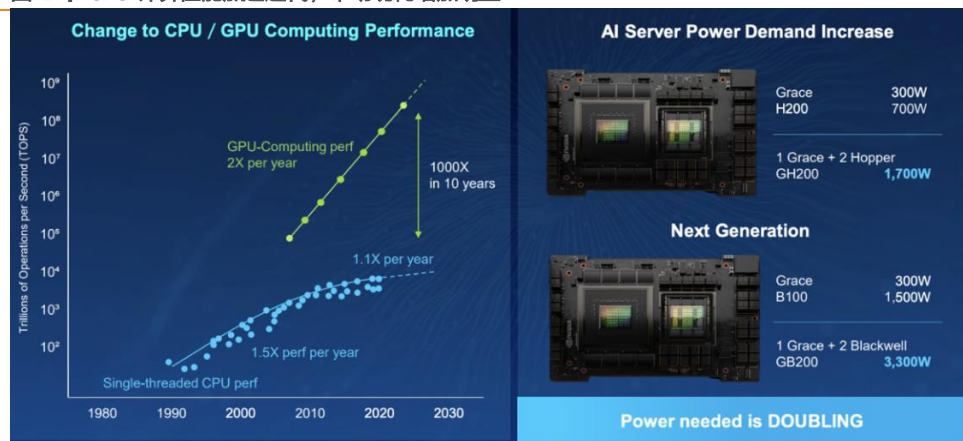 Change to CPU / GPU Computing Performance
Trillions of Operations per Second (TOPS)
10⁹
10⁸
10⁷
10⁶
10⁵
10⁴
10³
10²
GPU-Computing perf
2X per year
1000X
in 10 years
1.1X per year
1.5X perf per year
Single-threaded CPU perf
1980 1990 2000 2010 2020 2030
AI Server Power Demand Increase
Grace 300W
H200 700W
1 Grace + 2 Hopper
GH200 1,700W
Next Generation
Grace 300W
B100 1.500W
1 Grace + 2 Blackwell
GB200 3,300W
Power needed is DOUBLING